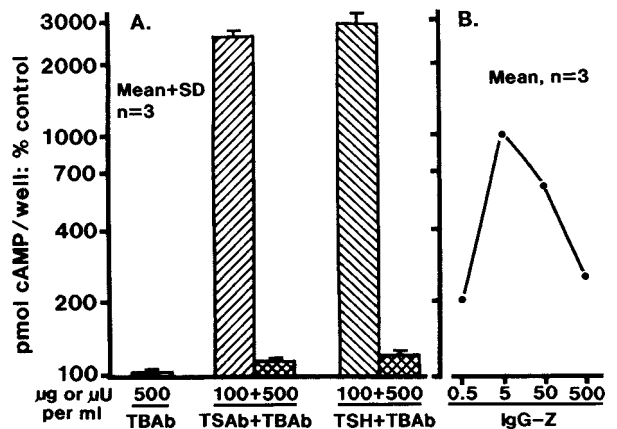 pmol cAMP/well: % control
3000
2000
1000
700
400
200
100
A.
Mean+SD
n=3
B.
Mean, n=3
µg or µU
per ml
500
100+500
100+500
TBAb
TSAb+TBAb
TSH+TBAb
0.5 5 50 500
IgG-Z